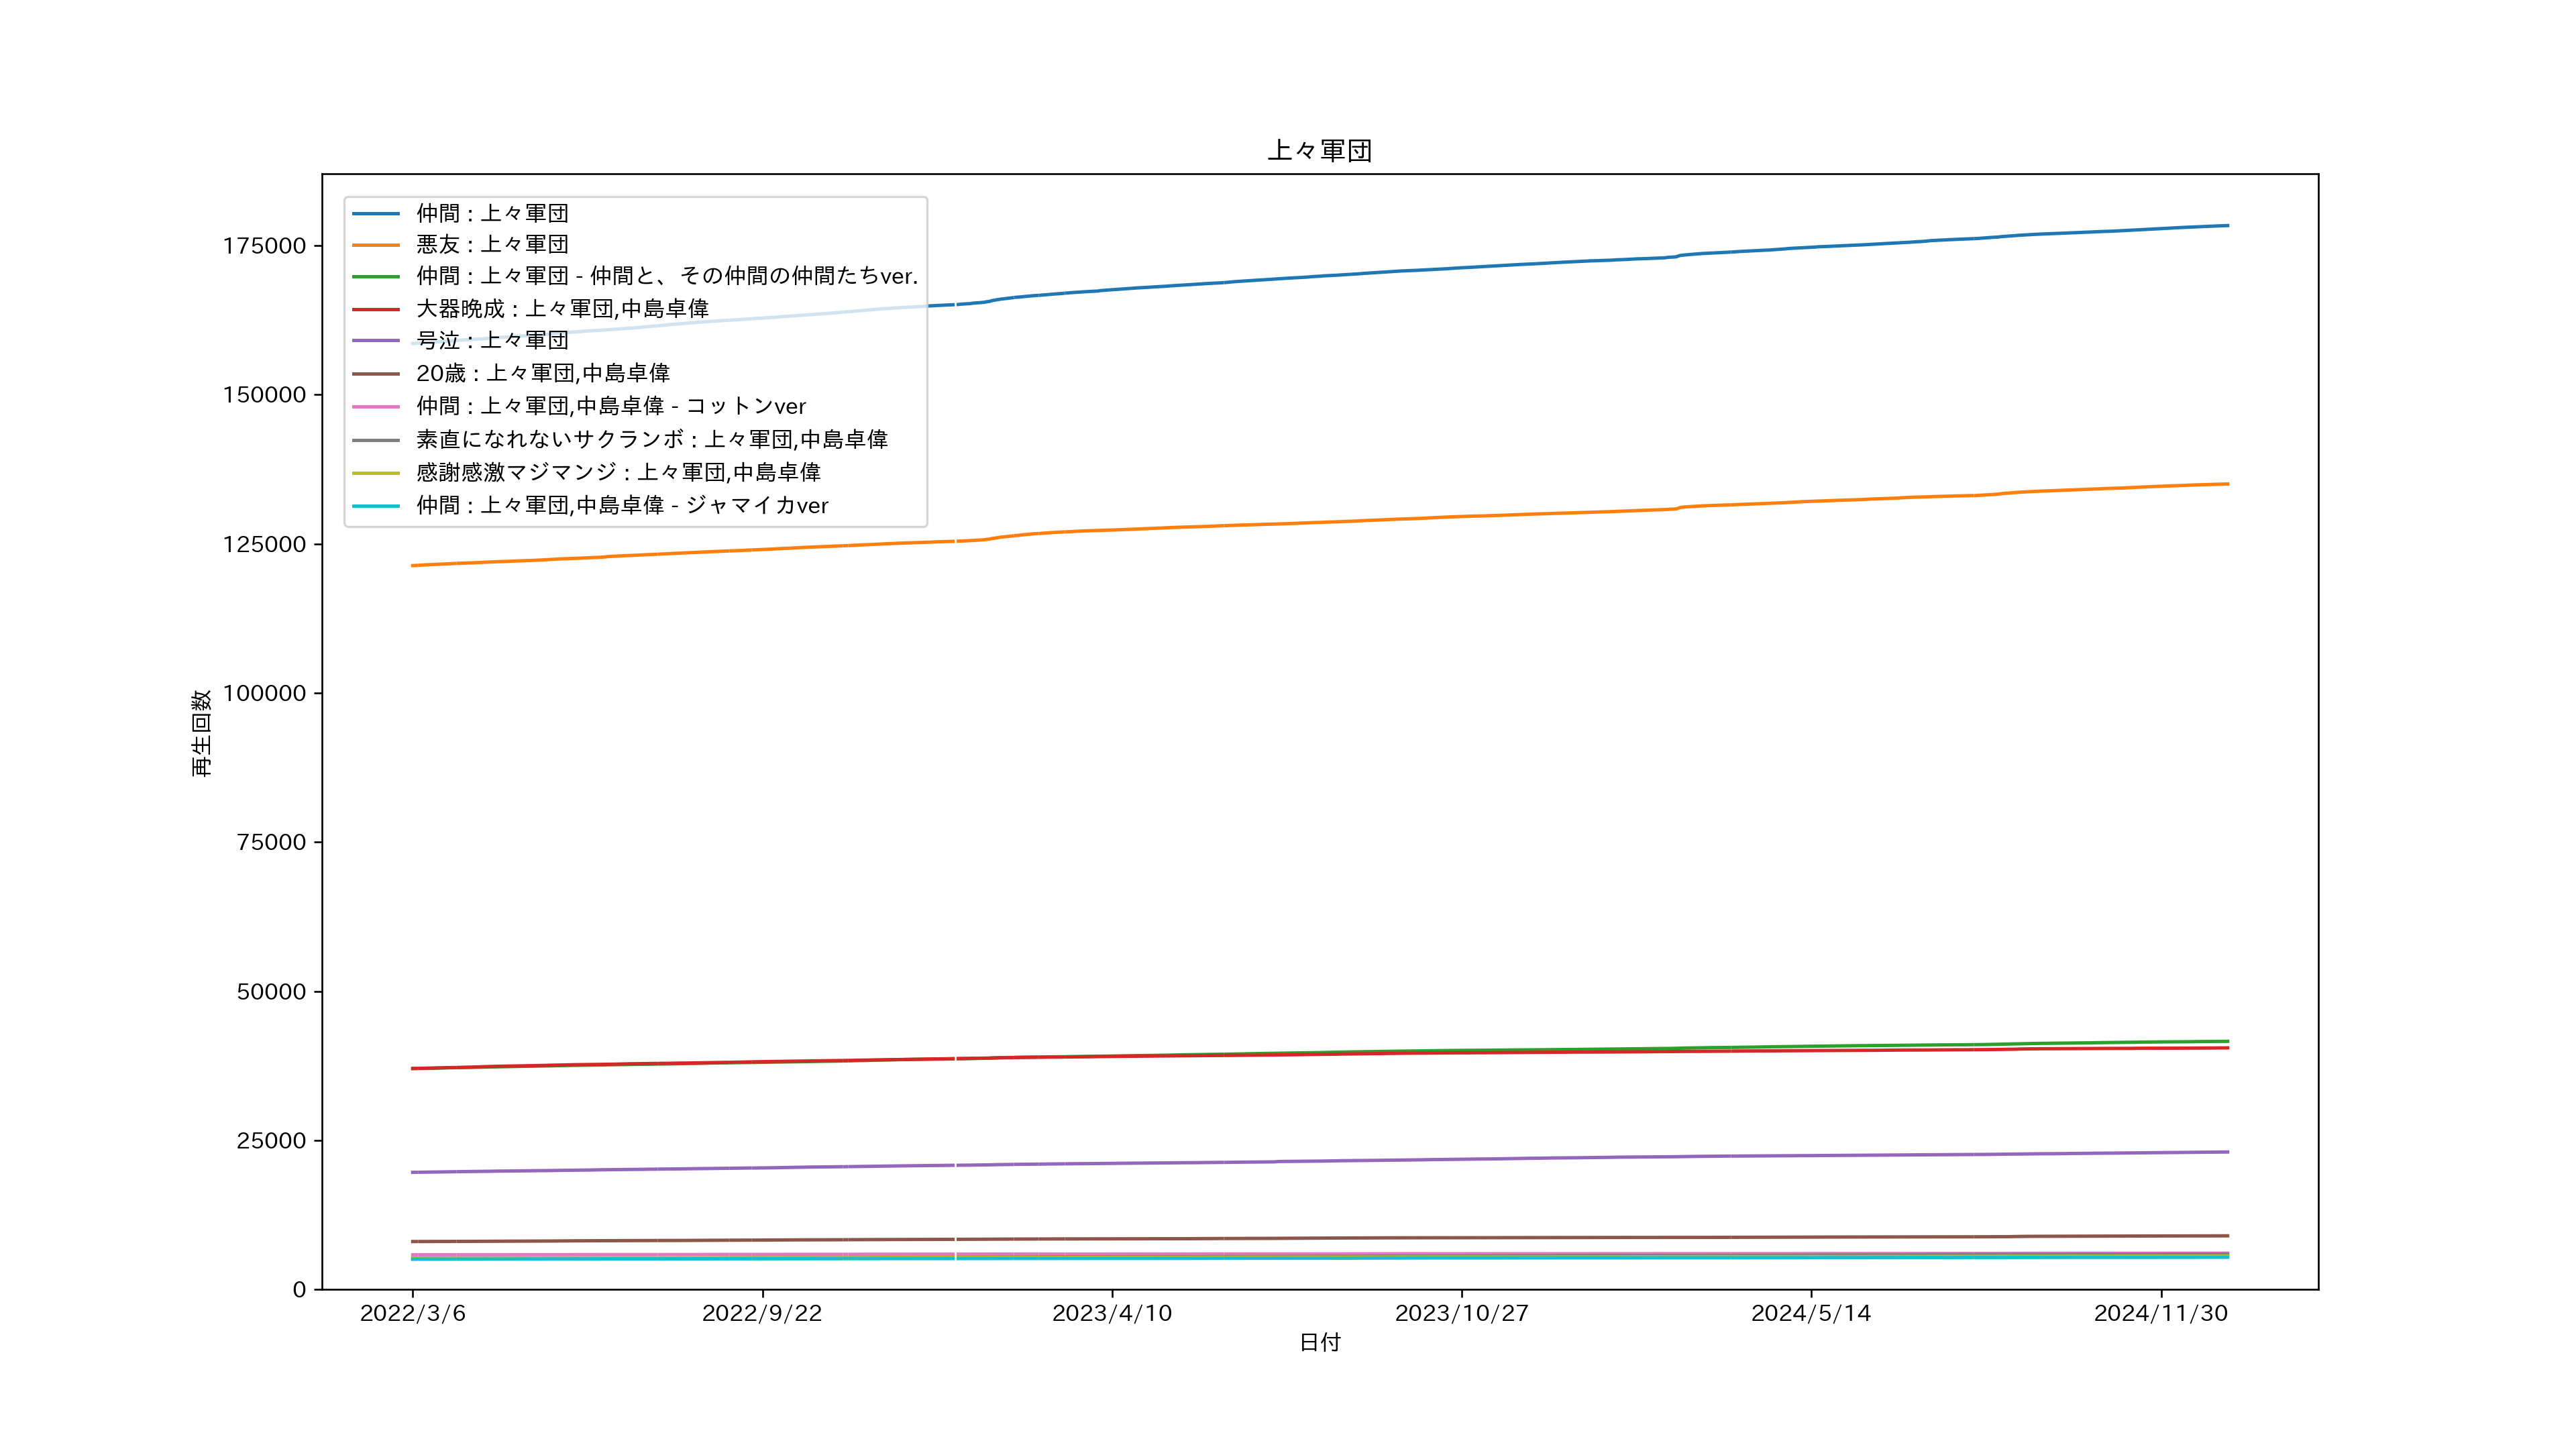 上々軍団
仲間 : 上々軍団
悪友 : 上々軍団
仲間 : 上々軍団 - 仲間と、その仲間の仲間たちver.
大器晩成 : 上々軍団,中島卓偉
号泣 : 上々軍団
20歳 : 上々軍団,中島卓偉
仲間 : 上々軍団,中島卓偉 - コットンver
素直になれないサクランボ : 上々軍団,中島卓偉
感謝感激マジマンジ : 上々軍団,中島卓偉
仲間 : 上々軍団,中島卓偉 - ジャマイカver
175000
150000
125000
100000
75000
50000
25000
0
再生回数
2022/3/6
2022/9/22
2023/4/10
2023/10/27
2024/5/14
2024/11/30
日付